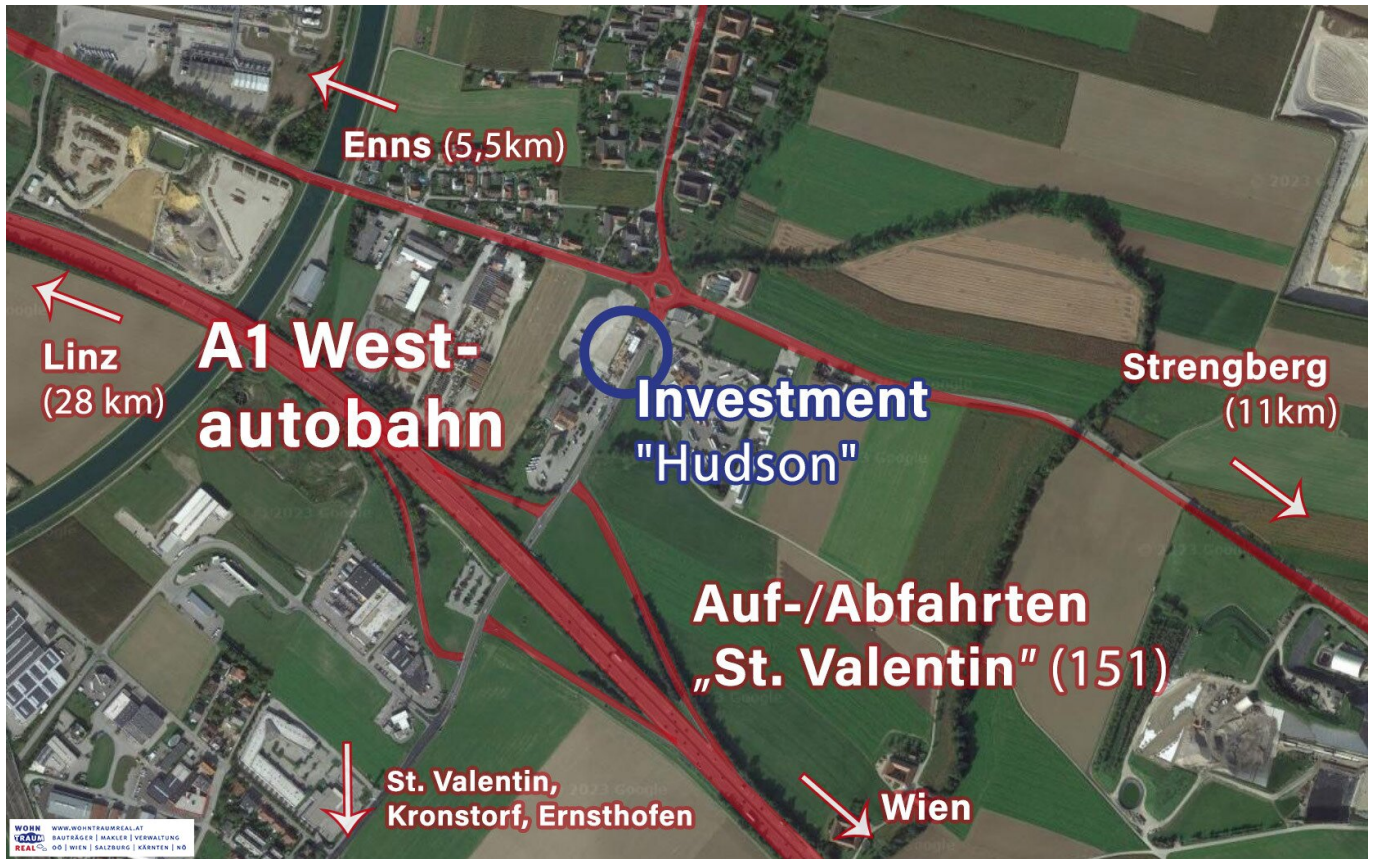 Enns (5,5km)
Linz
(28 km)
A1 West-
autobahn
Investment
"Hudson"
Strengberg
(11km)
Auf-/Abfahrten
„St. Valentin” (151)
St. Valentin,
Kronstorf, Ernsthofen
Wien
WOHN
TRAUM
REAL
WWW.WOHNTRAUMREAL.AT
BAUTRÄGER | MAKLER | VERWALTUNG
OÖ | WIEN | SALZBURG | KÄRNTEN | NÖ